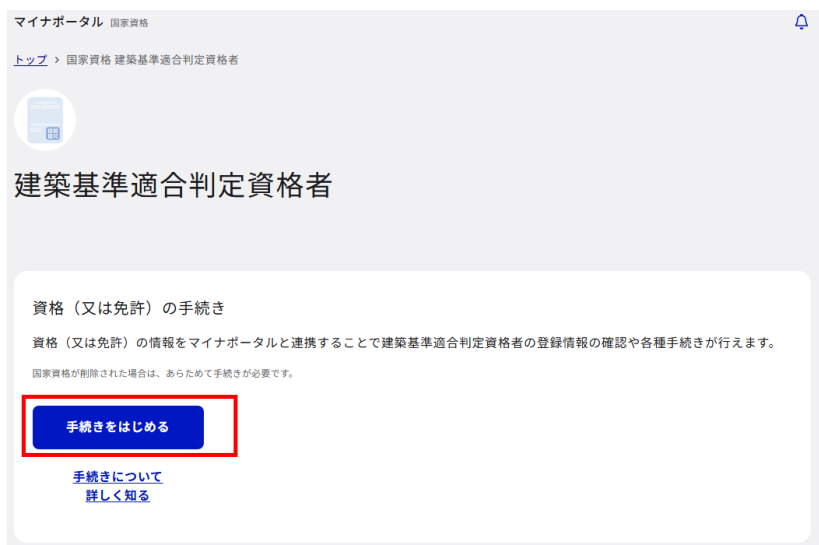 マイナポータル 国家資格
トップ › 国家資格 建築基準適合判定資格者
建築基準適合判定資格者
資格（又は免許）の手続き
資格（又は免許）の情報をマイナポータルと連携することで建築基準適合判定資格者の登録情報の確認や各種手続きが行えます。
国家資格が削除された場合は、あらためて手続きが必要です。
手続きをはじめる
手続きについて
詳しく知る